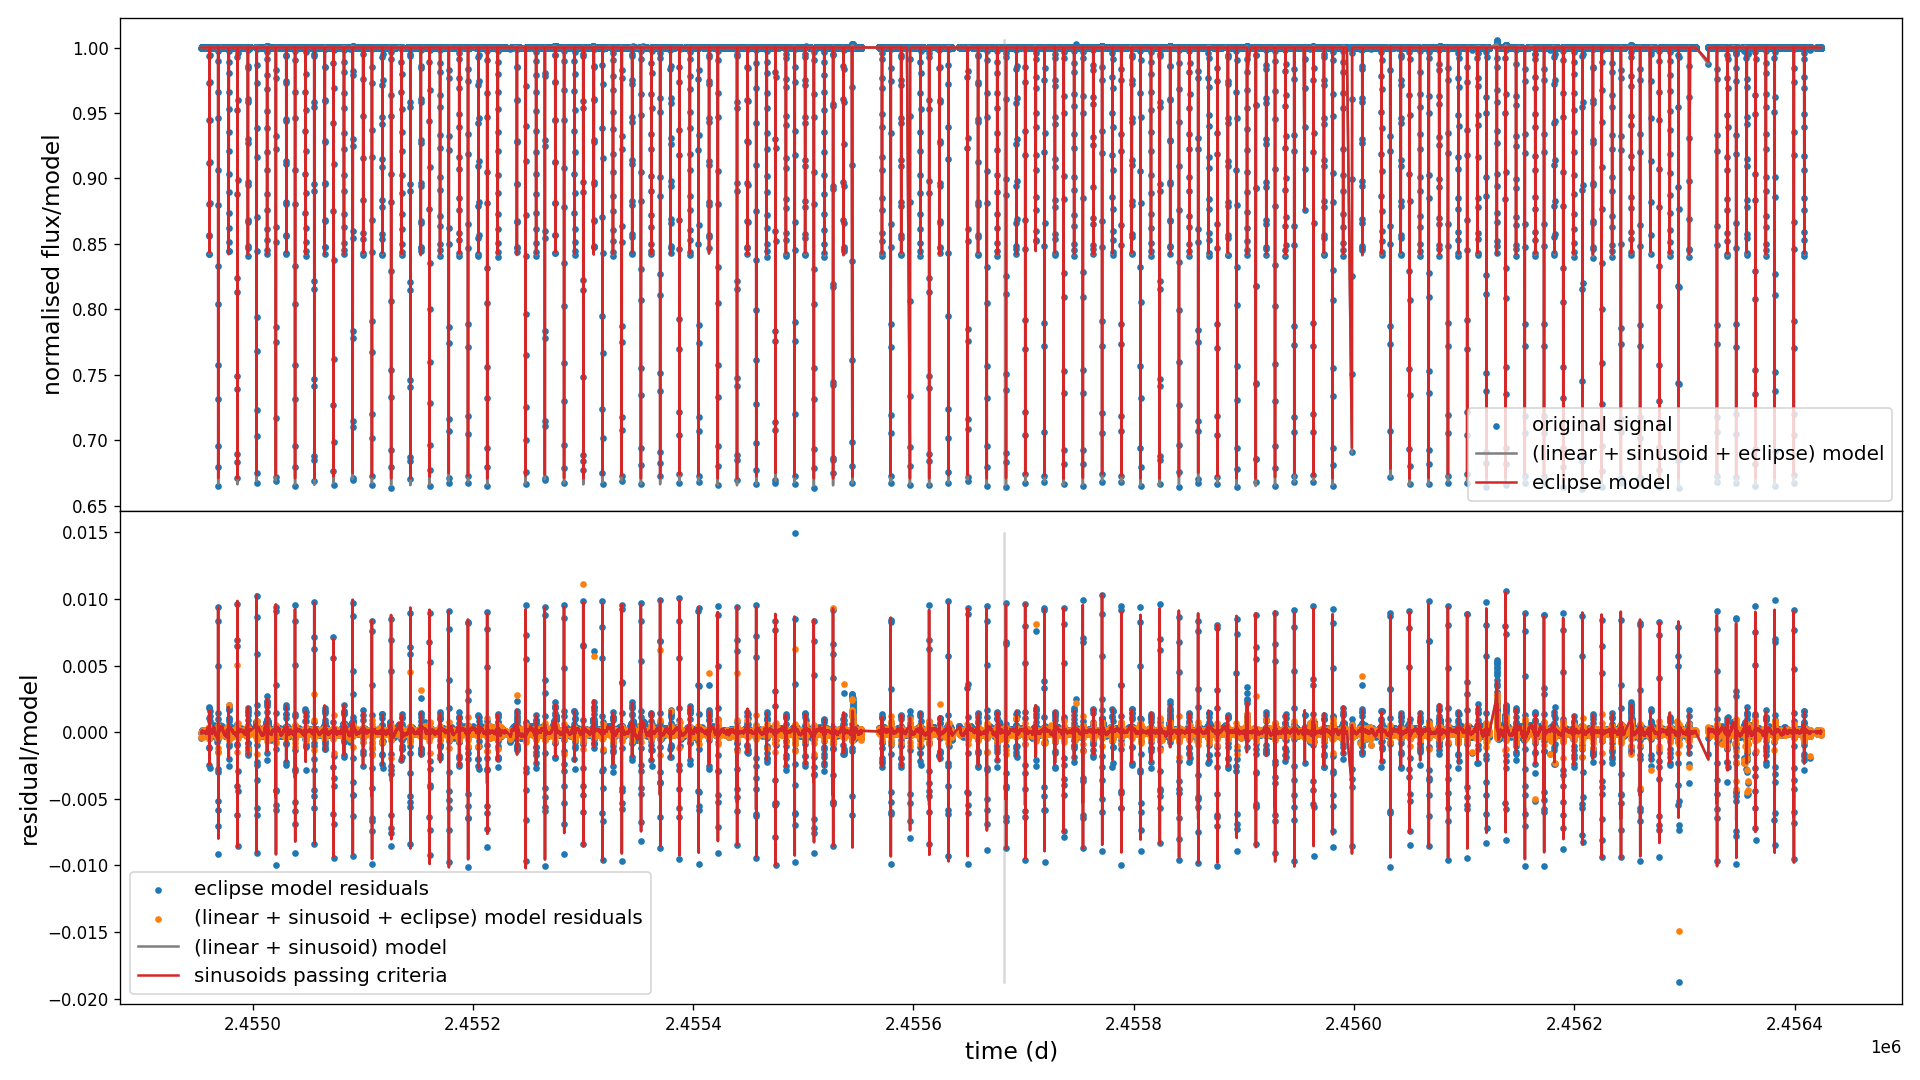 1.00
0.95
0.90
0.85
0.80
0.75
0.70
0.65
normalised flux/model
original signal
(linear + sinusoid + eclipse) model
eclipse model
0.015
0.010
0.005
0.000
−0.005
−0.010
−0.015
−0.020
residual/model
eclipse model residuals
(linear + sinusoid + eclipse) model residuals
(linear + sinusoid) model
sinusoids passing criteria
2.4550 2.4552 2.4554 2.4556 2.4558 2.4560 2.4562 2.4564
time (d)
1e6